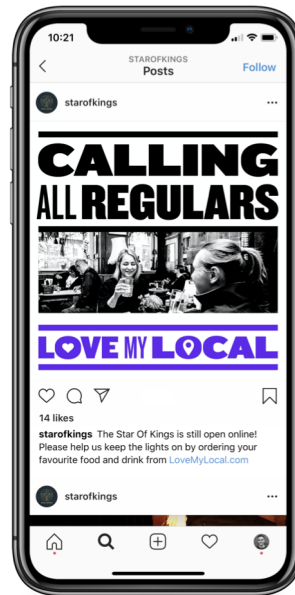 10:21
STAROFKINGS
Posts
Follow
starofkings
CALLING
ALL REGULARS
LOVE MY LOCAL
14 likes
starofkings The Star Of Kings is still open online!
Please help us keep the lights on by ordering your
favourite food and drink from LoveMyLocal.com
starofkings